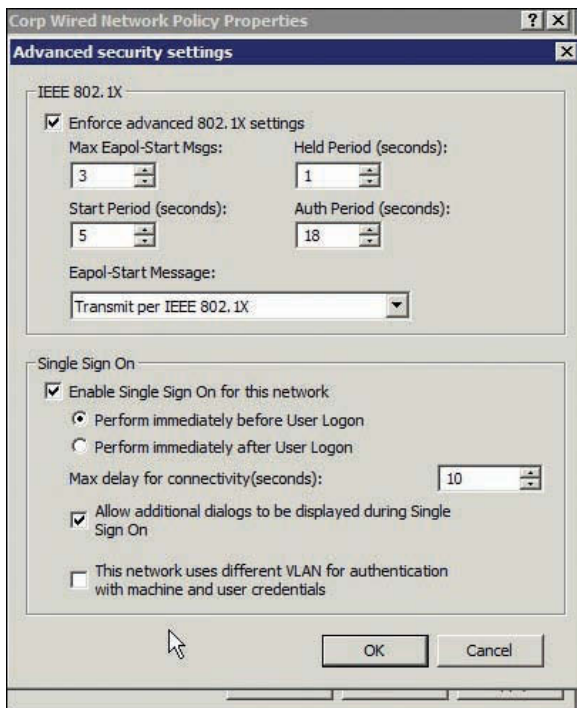 Corp Wired Network Policy Properties
Advanced security settings
IEEE 802.1X
Enforce advanced 802.1X settings
Max Eapol-Start Msgs: Held Period (seconds):
3 1
Start Period (seconds): Auth Period (seconds):
5 18
Eapol-Start Message:
Transmit per IEEE 802.1X
Single Sign On
Enable Single Sign On for this network
Perform immediately before User Logon
Perform immediately after User Logon
Max delay for connectivity(seconds): 10
Allow additional dialogs to be displayed during Single
Sign On
This network uses different VLAN for authentication
with machine and user credentials
OK Cancel